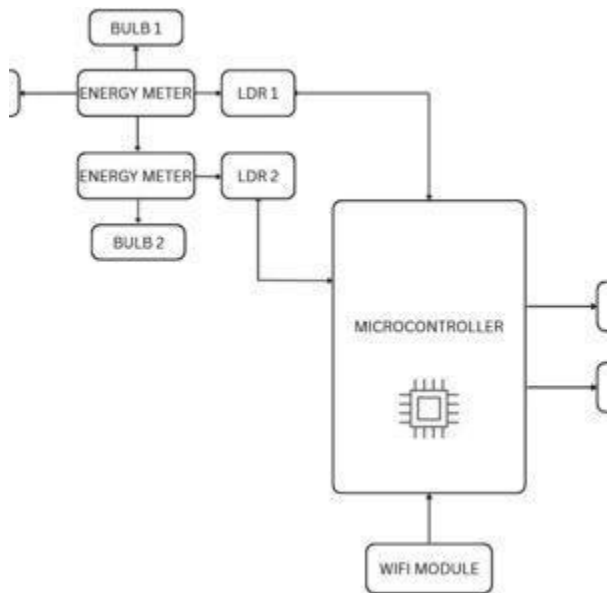 BULB 1
ENERGY METER
LDR 1
ENERGY METER
LDR 2
BULB 2
MICROCONTROLLER
WIFI MODULE